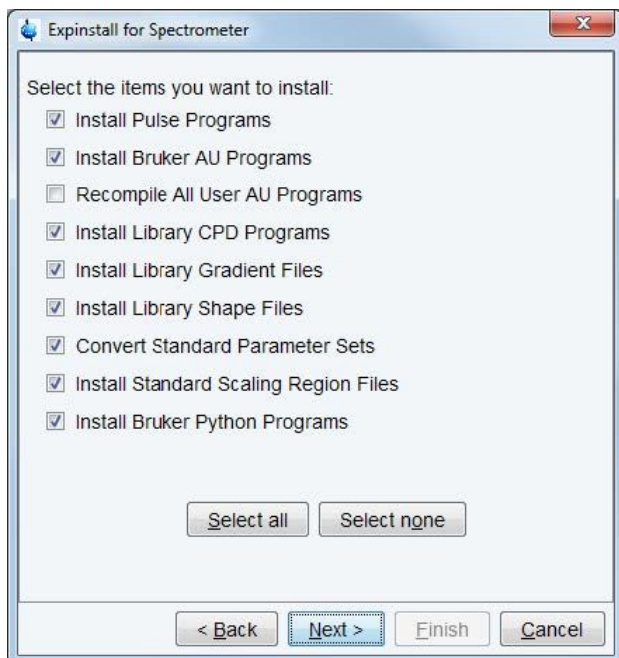 Expinstall for Spectrometer
Select the items you want to install:
Install Pulse Programs
Install Bruker AU Programs
Recompile All User AU Programs
Install Library CPD Programs
Install Library Gradient Files
Install Library Shape Files
Convert Standard Parameter Sets
Install Standard Scaling Region Files
Install Bruker Python Programs
Select all Select none
< Back Next > Finish Cancel